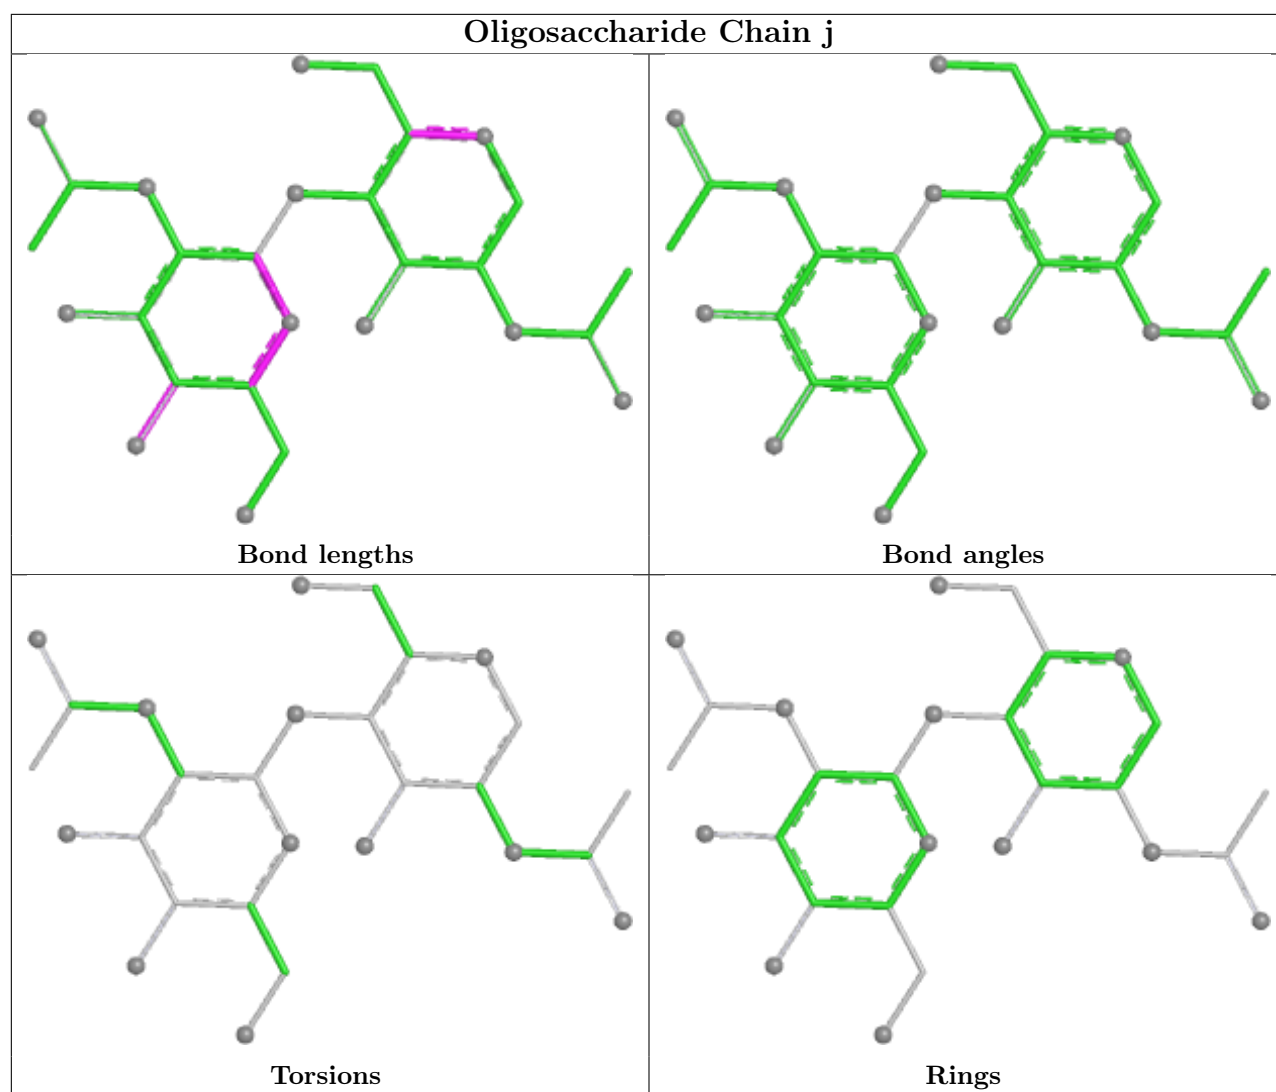 Oligosaccharide Chain j
Bond lengths
Bond angles
Torsions
Rings